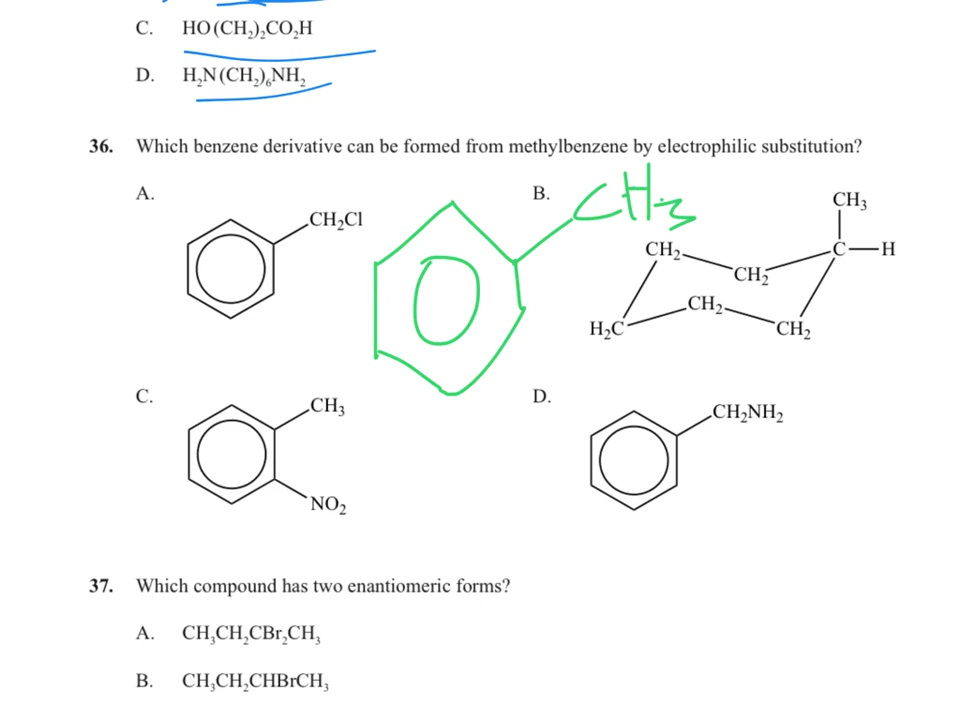 C. HO(CH₂)₂CO₂H
D. H₂N(CH₂)₆NH₂
36. Which benzene derivative can be formed from methylbenzene by electrophilic substitution?
A. CH₂Cl
CH₃
B. CH₃
C—H
CH₂
CH₂
CH₂
H₂C
CH₂
C. CH₃
NO₂
D. CH₂NH₂
37. Which compound has two enantiomeric forms?
A. CH₃CH₂CBr₂CH₃
B. CH₃CH₂CHBrCH₃